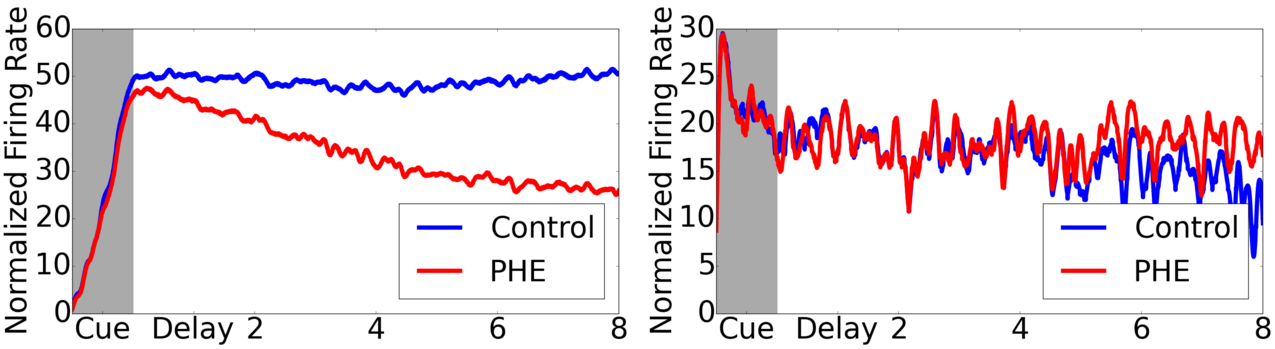 Normalized Firing Rate
60
50
40
30
20
10
0
Cue Delay 2 4 6 8
Control
PHE
Normalized Firing Rate
30
25
20
15
10
5
0
Cue Delay 2 4 6 8
Control
PHE